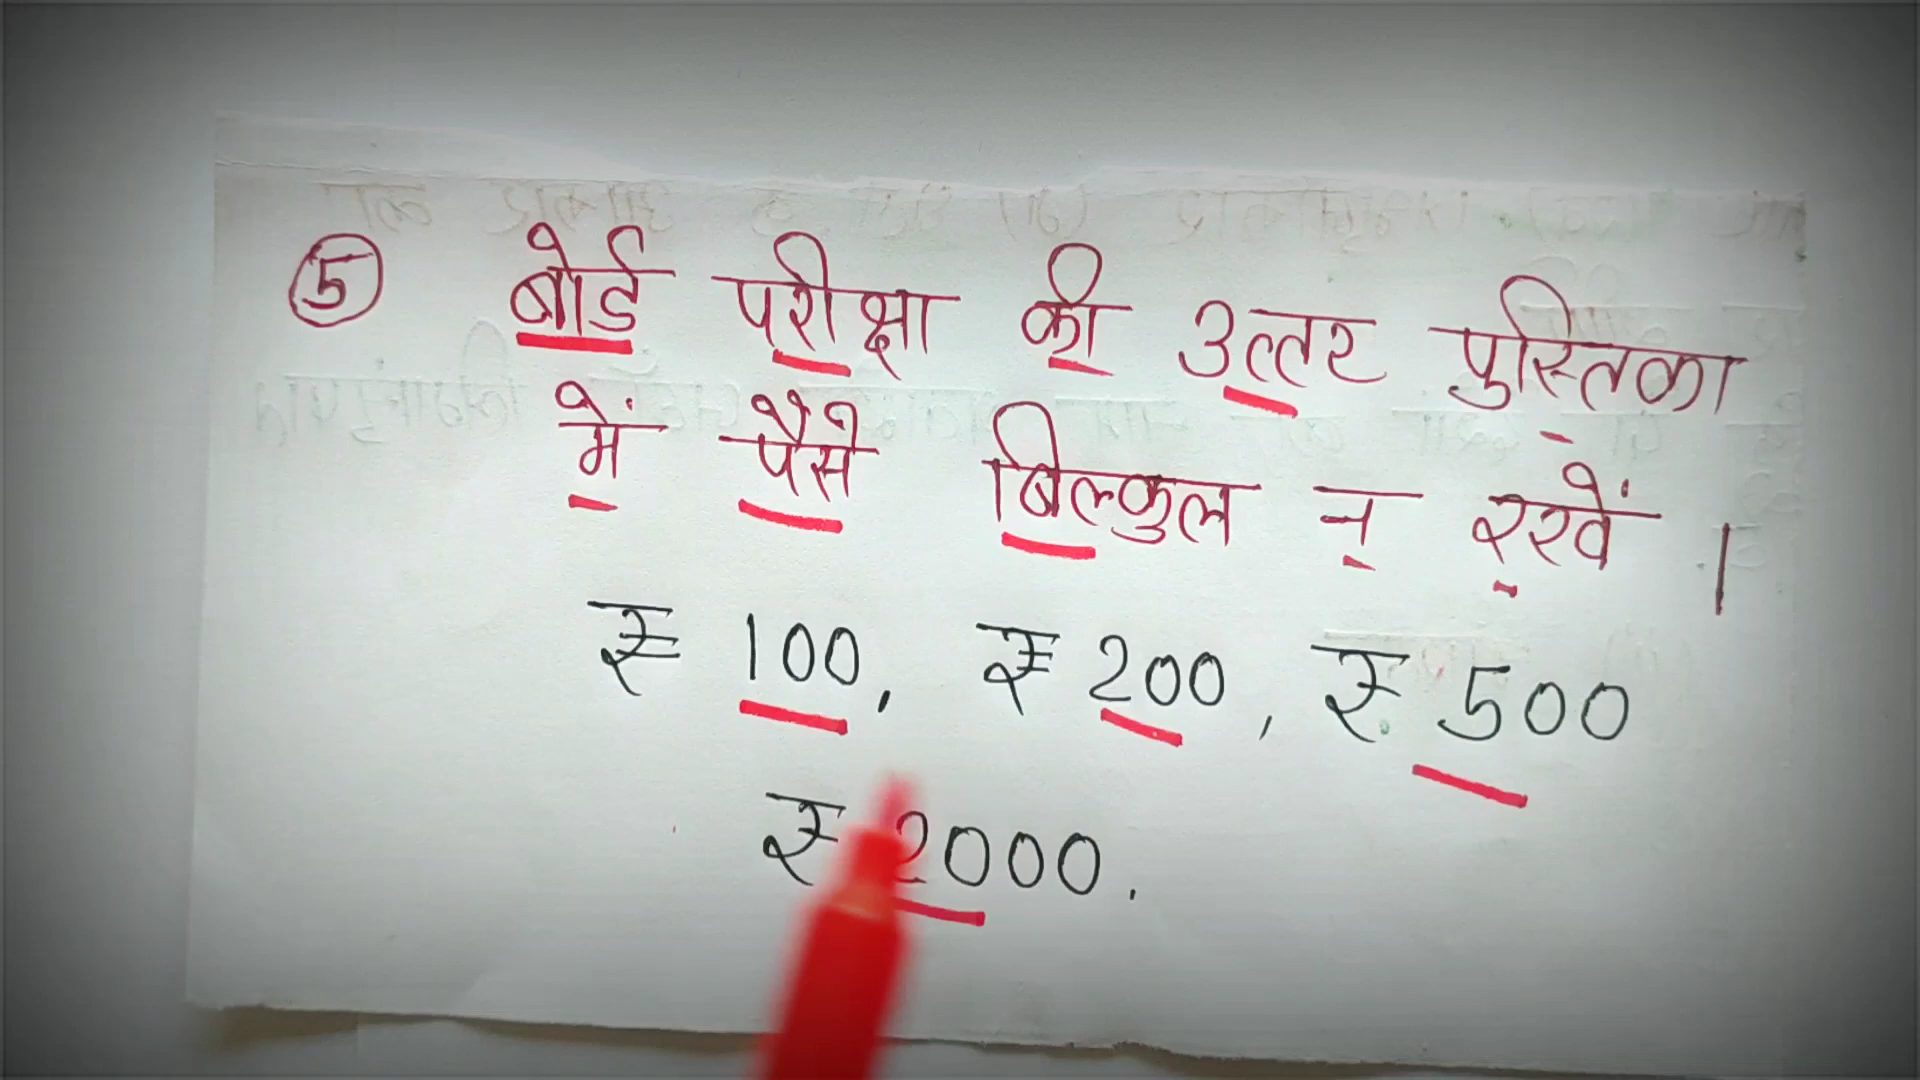 ⑤ बोर्ड परीक्षा की उत्तर पुस्तिका
में पैसे बिल्कुल न रखें ।
₹ 100, ₹ 200, ₹ 500
₹ 2000.